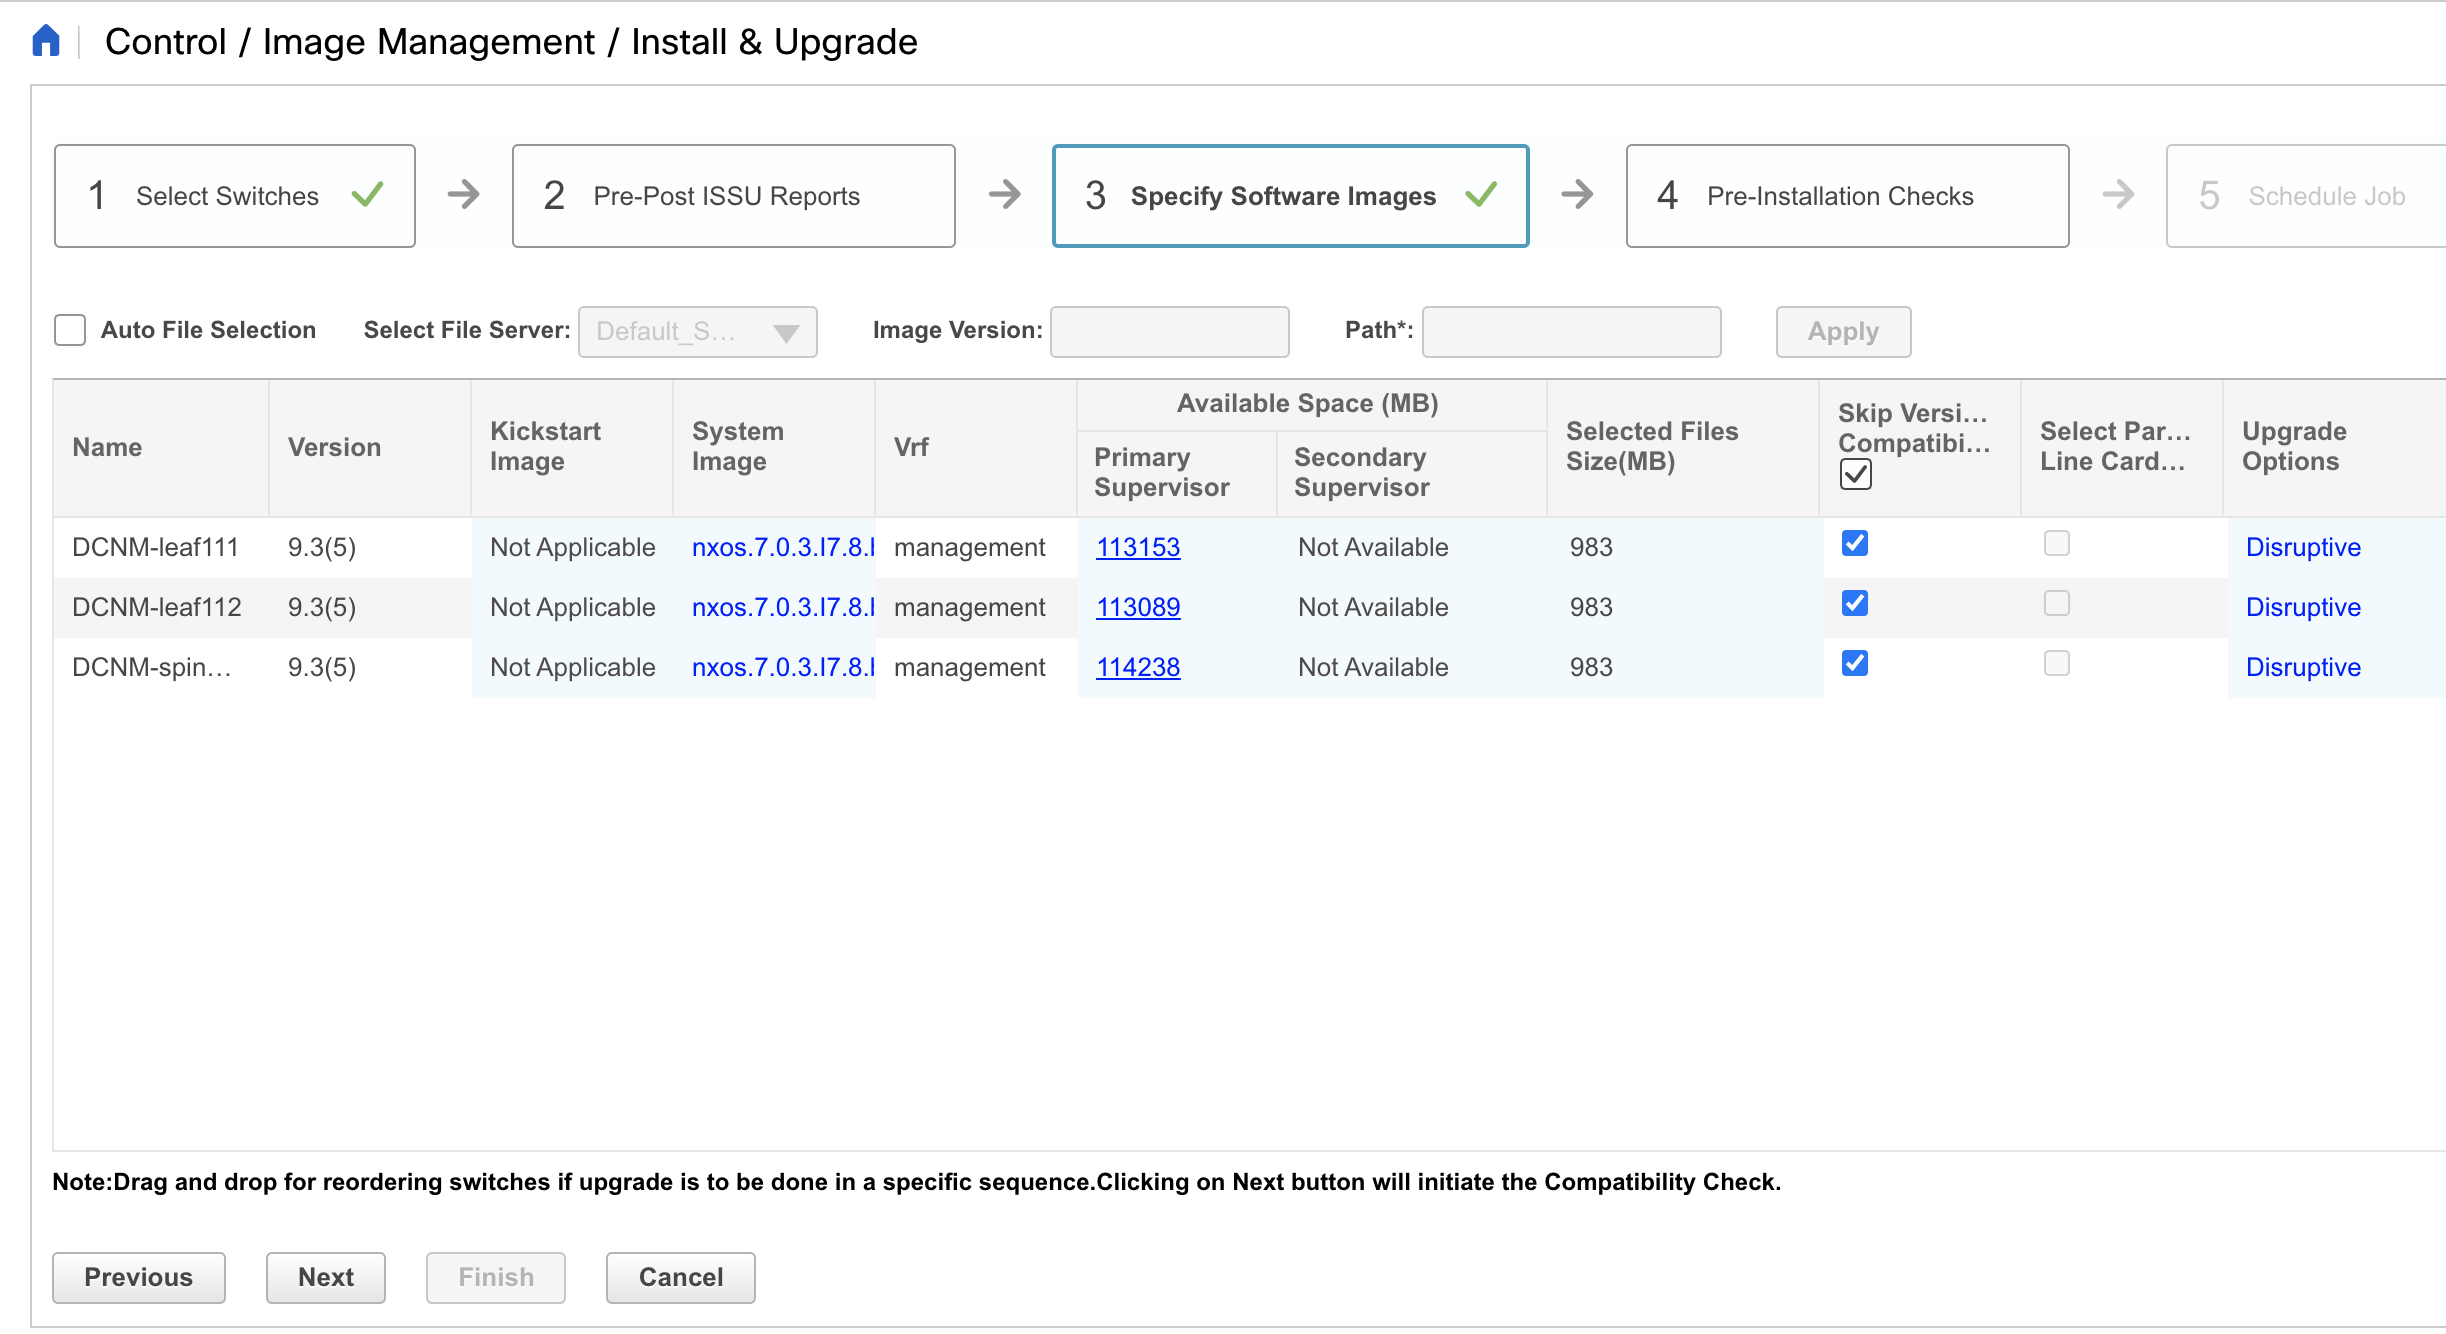 Control / Image Management / Install & Upgrade
1 Select Switches
2 Pre-Post ISSU Reports
3 Specify Software Images
4 Pre-Installation Checks
5 Schedule Job
Auto File Selection
Select File Server: Default_S...
Image Version:
Path*:
Apply
Name
Version
Kickstart
Image
System
Image
Vrf
Available Space (MB)
Primary
Supervisor
Secondary
Supervisor
Selected Files
Size(MB)
Skip Versi...
Compatibi...
Select Par...
Line Card...
Upgrade
Options
DCNM-leaf111 9.3(5) Not Applicable nxos.7.0.3.I7.8. management 113153 Not Available 983 Disruptive
DCNM-leaf112 9.3(5) Not Applicable nxos.7.0.3.I7.8. management 113089 Not Available 983 Disruptive
DCNM-spin... 9.3(5) Not Applicable nxos.7.0.3.I7.8. management 114238 Not Available 983 Disruptive
Note:Drag and drop for reordering switches if upgrade is to be done in a specific sequence.Clicking on Next button will initiate the Compatibility Check.
Previous
Next
Finish
Cancel